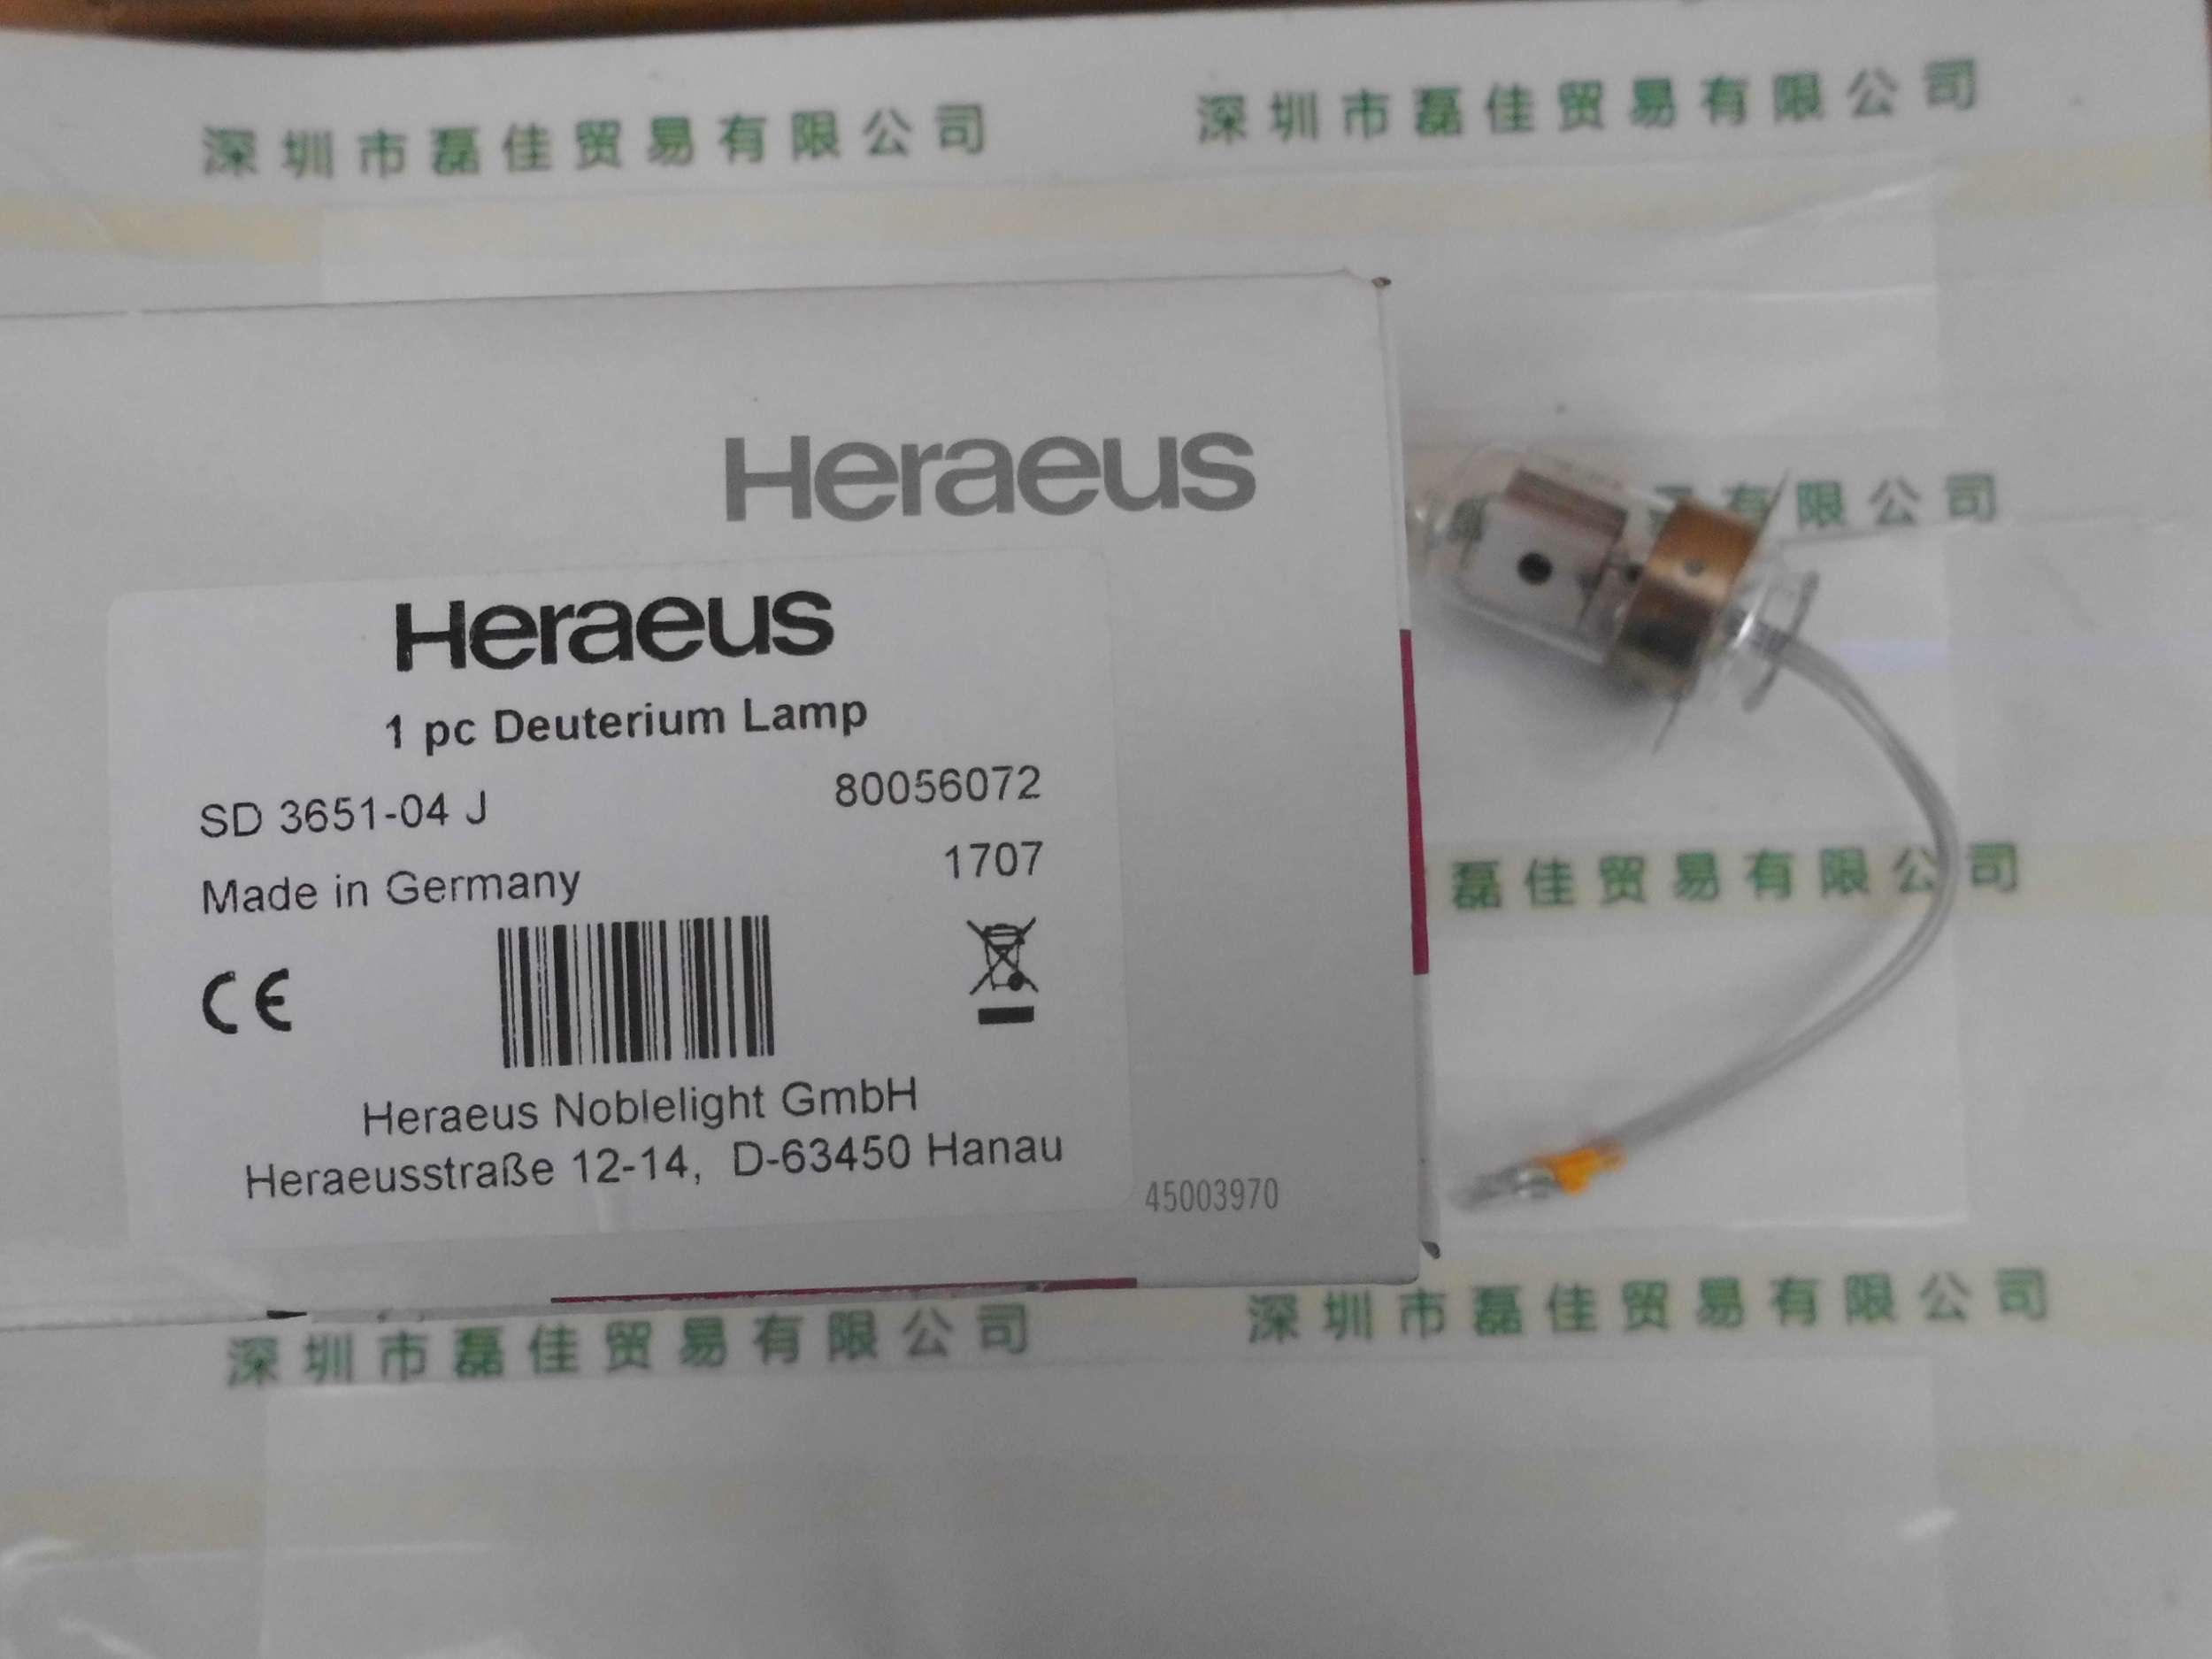 深圳市磊佳贸易有限公司 深圳市磊佳贸易有限公司
Heraeus
有限公司
Heraeus
1 pc Deuterium Lamp
SD 3651-04 J 80056072
Made in Germany 1707
CE
磊佳贸易有限公司
Heraeus Noblelight GmbH
Heraeusstraße 12-14, D-63450 Hanau
45003970
深圳市磊佳贸易有限公司 深圳市磊佳贸易有限公司